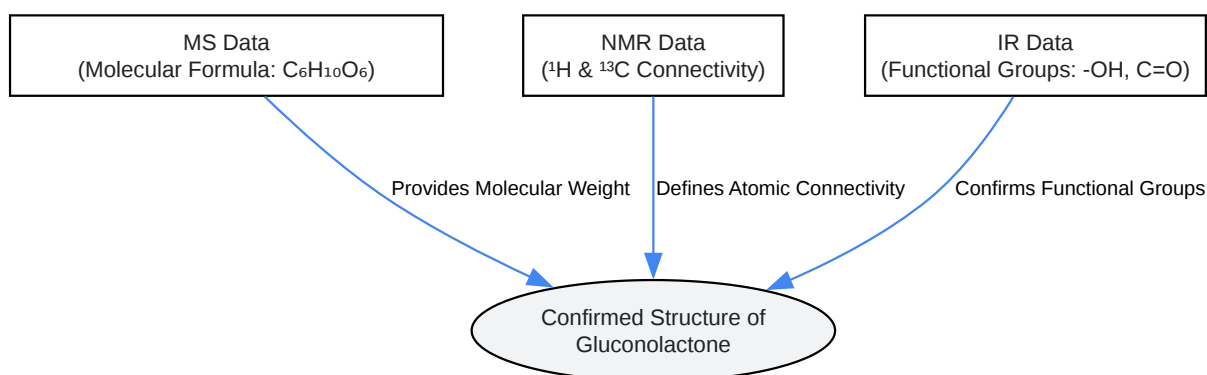 MS Data
(Molecular Formula: C₆H₁₀O₆)
NMR Data
(¹H & ¹³C Connectivity)
IR Data
(Functional Groups: -OH, C=O)
Provides Molecular Weight
Defines Atomic Connectivity
Confirms Functional Groups
Confirmed Structure of
Gluconolactone